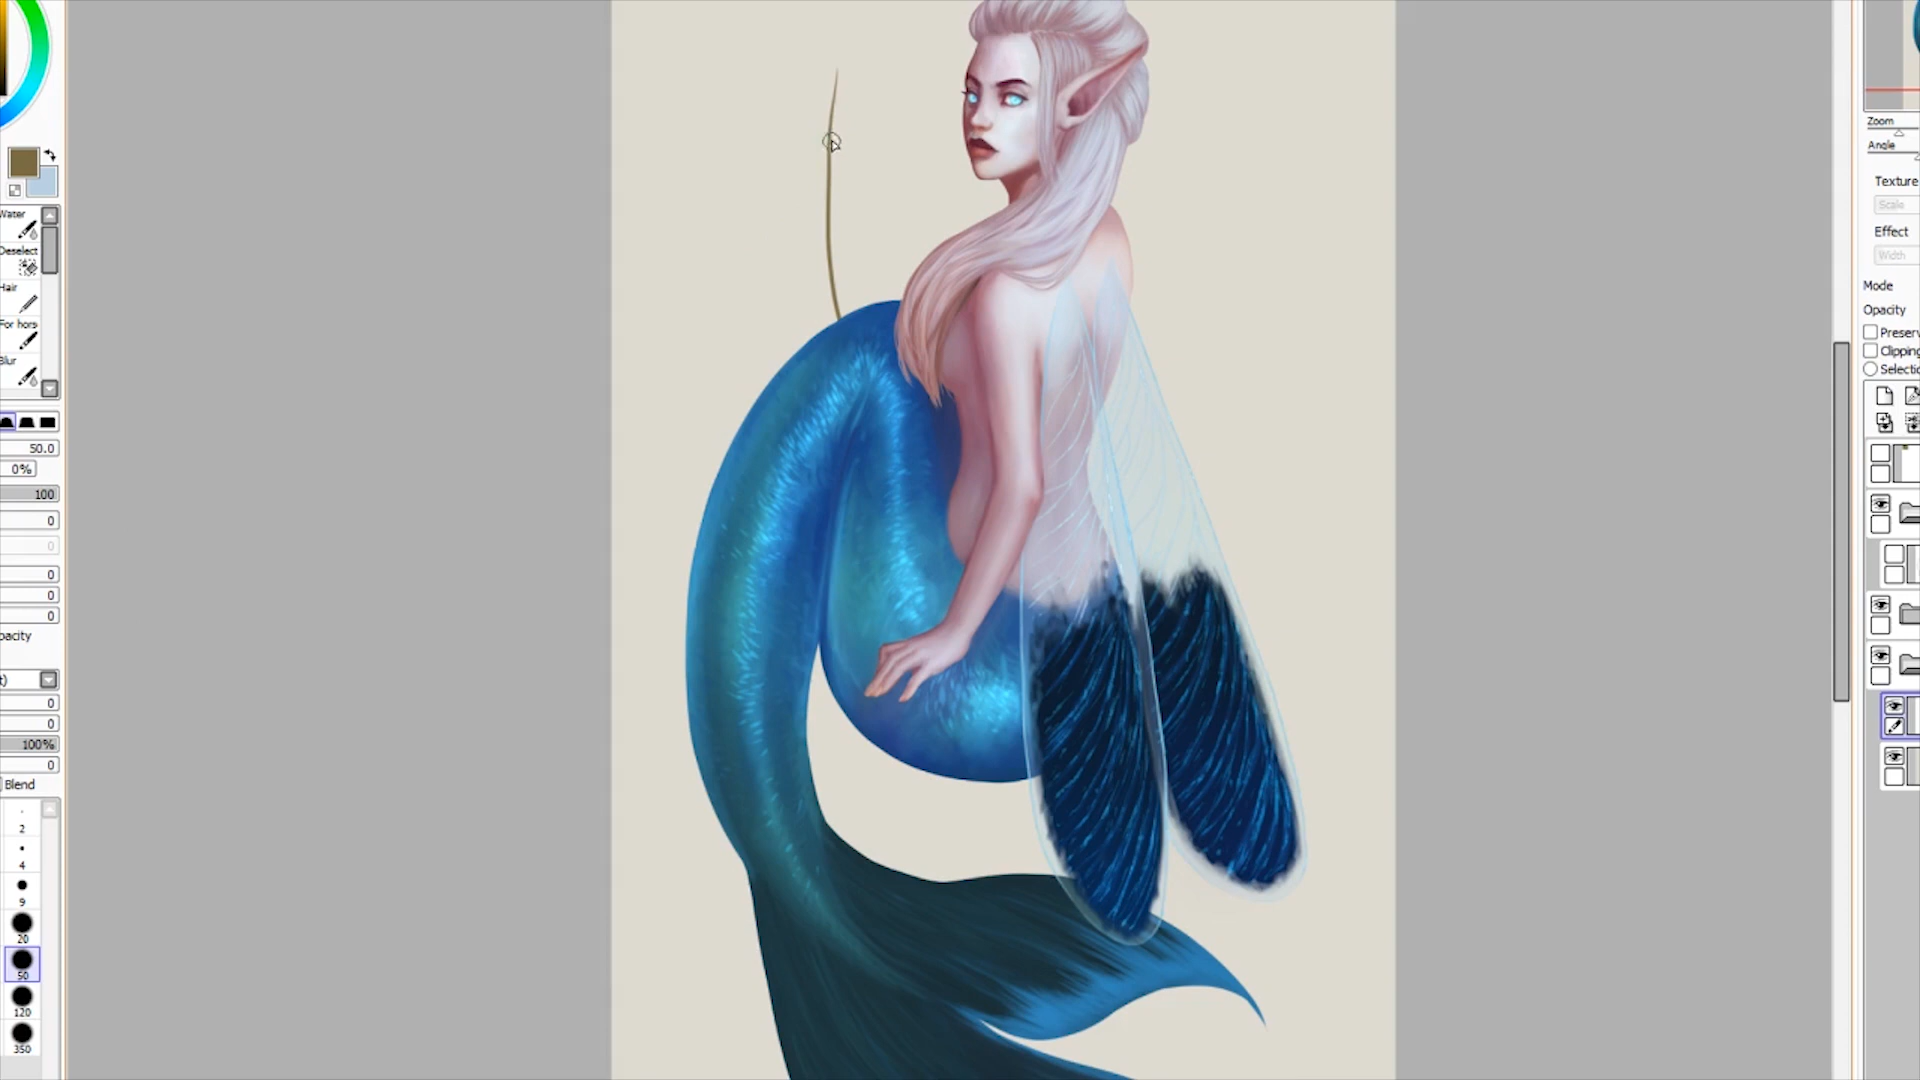 Water
Deselect
Hair
For hors
Blur
50.0
0%
100
0
0
0
0
0
pacity
t)
0
0
100%
0
Blend
2
4
9
20
50
120
350
Zoom
Angle
Texture
Scale
Effect
Width
Mode
Opacity
Preserv
Clipping
Selectio